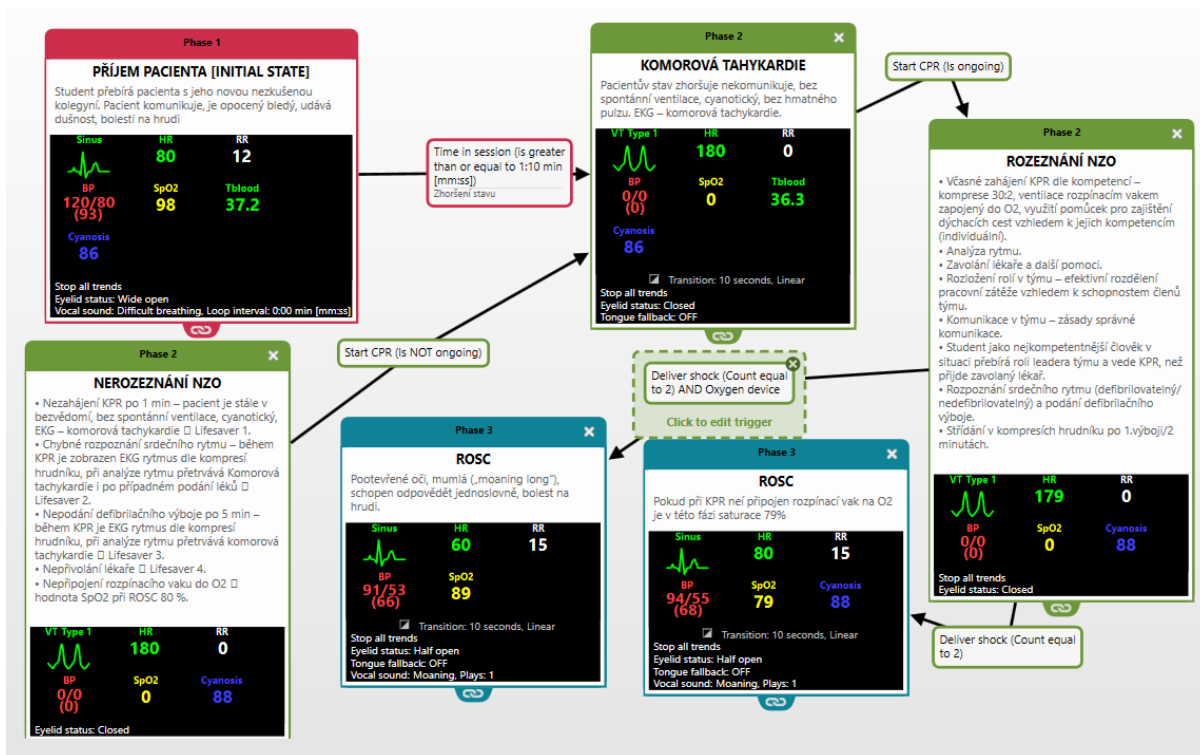 Phase 1
PŘÍJEM PACIENTA [INITIAL STATE]
Student přebírá pacienta s jeho novou nezkušenou
kolegyní. Pacient komunikuje, je opocený bledý, udává
dušnost, bolesti na hrudi
Sinus HR RR
80 12
BP SpO2 Tblood
120/80 98 37.2
(93)
Cyanosis
86
Stop all trends
Eyelid status: Wide open
Vocal sound: Difficult breathing, Loop interval: 0:00 min [mm:ss]
Time in session (is greater
than or equal to 1:10 min
[mm:ss])
Zhoršení stavu
Phase 2
KOMOROVÁ TAHYKARDIE
Pacientův stav zhoršuje nekomunikuje, bez
spontánní ventilace, cyanotický, bez hmatného
pulzu. EKG – komorová tachykardie.
VT Type 1 HR RR
180 0
BP SpO2 Tblood
0/0 0 36.3
(0)
Cyanosis
86
Transition: 10 seconds, Linear
Stop all trends
Eyelid status: Closed
Tongue fallback: OFF
Start CPR (Is ongoing)
Phase 2
ROZEZNÁNÍ NZO
• Včasné zahájení KPR dle kompetencí –
komprese 30:2, ventilace rozpínacím vakem
zapojený do O2, využití pomůcek pro zajištění
dýchacích cest vzhledem k jejich kompetencím
(individuální).
• Analýza rytmu.
• Zavolání lékaře a další pomoci.
• Rozložení rolí v týmu – efektivní rozdělení
pracovní zátěže vzhledem k schopnostem členů
týmu.
• Komunikace v týmu – zásady správné
komunikace.
• Student jako nejkompetentnější člověk v
situaci přebírá roli leadera týmu a vede KPR, než
přijde zavolaný lékař.
• Rozpoznání srdečního rytmu (defibrilovatelný/
nedefibrilovatelný) a podání defibrilačního
výboje.
• Střídání v kompresích hrudníku po 1.výboji/2
minutách.
VT Type 1 HR RR
179 0
BP SpO2 Cyanosis
0/0 0 88
(0)
Stop all trends
Eyelid status: Closed
Phase 2
NEROZEZNÁNÍ NZO
• Nezahájení KPR po 1 min – pacient je stále v
bezvědomí, bez spontánní ventilace, cyanotický,
EKG – komorová tachykardie  Lifesaver 1.
• Chybné rozpoznání srdečního rytmu – během
KPR je zobrazen EKG rytmus dle kompresí
hrudníku, při analýze rytmu přetrvává Komorová
tachykardie i po případném podání léků 
Lifesaver 2.
• Nepodání defibrilačního výboje po 5 min –
během KPR je EKG rytmus dle kompresí
hrudníku, při analýze rytmu přetrvává komorová
tachykardie  Lifesaver 3.
• Nepřivolání lékaře  Lifesaver 4.
• Nepřipojení rozpínacího vaku do O2 
hodnota SpO2 při ROSC 80 %.
VT Type 1 HR RR
180 0
BP SpO2 Cyanosis
0/0 0 88
(0)
Eyelid status: Closed
Start CPR (Is NOT ongoing)
Deliver shock (Count equal
to 2) AND Oxygen device
Click to edit trigger
Phase 3
ROSC
Pootevřené oči, mumlá („moaning long“),
schopen odpovědět jednoslovně, bolest na
hrudi.
Sinus HR RR
60 15
BP SpO2
91/53 89
(66)
Transition: 10 seconds, Linear
Stop all trends
Eyelid status: Half open
Tongue fallback: OFF
Vocal sound: Moaning, Plays: 1
Phase 3
ROSC
Pokud při KPR neí připojen rozpínací vak na O2
je v této fázi saturace 79%
Sinus HR RR
80 15
BP SpO2 Cyanosis
94/55 79 88
(68)
Transition: 10 seconds, Linear
Stop all trends
Eyelid status: Half open
Tongue fallback: OFF
Vocal sound: Moaning, Plays: 1
Deliver shock (Count equal
to 2)